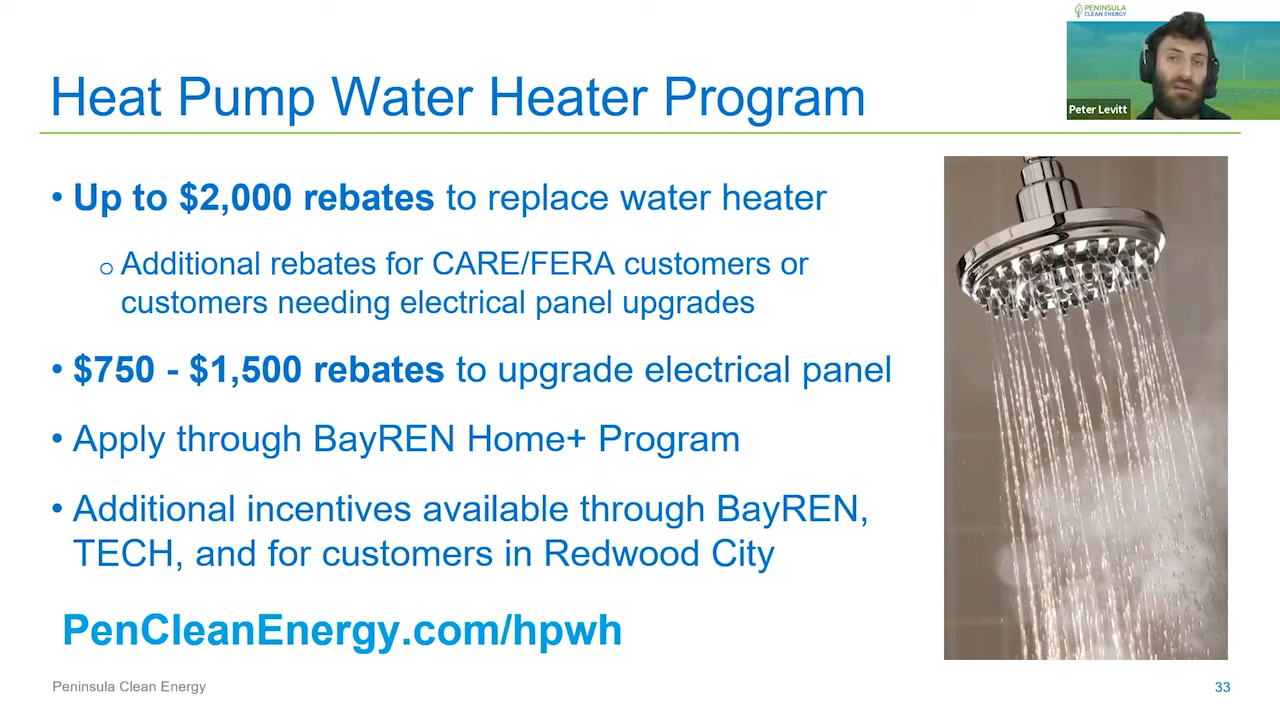 PENINSULA
CLEAN ENERGY
Peter Levitt
Heat Pump Water Heater Program
• Up to $2,000 rebates to replace water heater
o Additional rebates for CARE/FERA customers or
customers needing electrical panel upgrades
• $750 - $1,500 rebates to upgrade electrical panel
• Apply through BayREN Home+ Program
• Additional incentives available through BayREN,
TECH, and for customers in Redwood City
PenCleanEnergy.com/hpwh
Peninsula Clean Energy
33